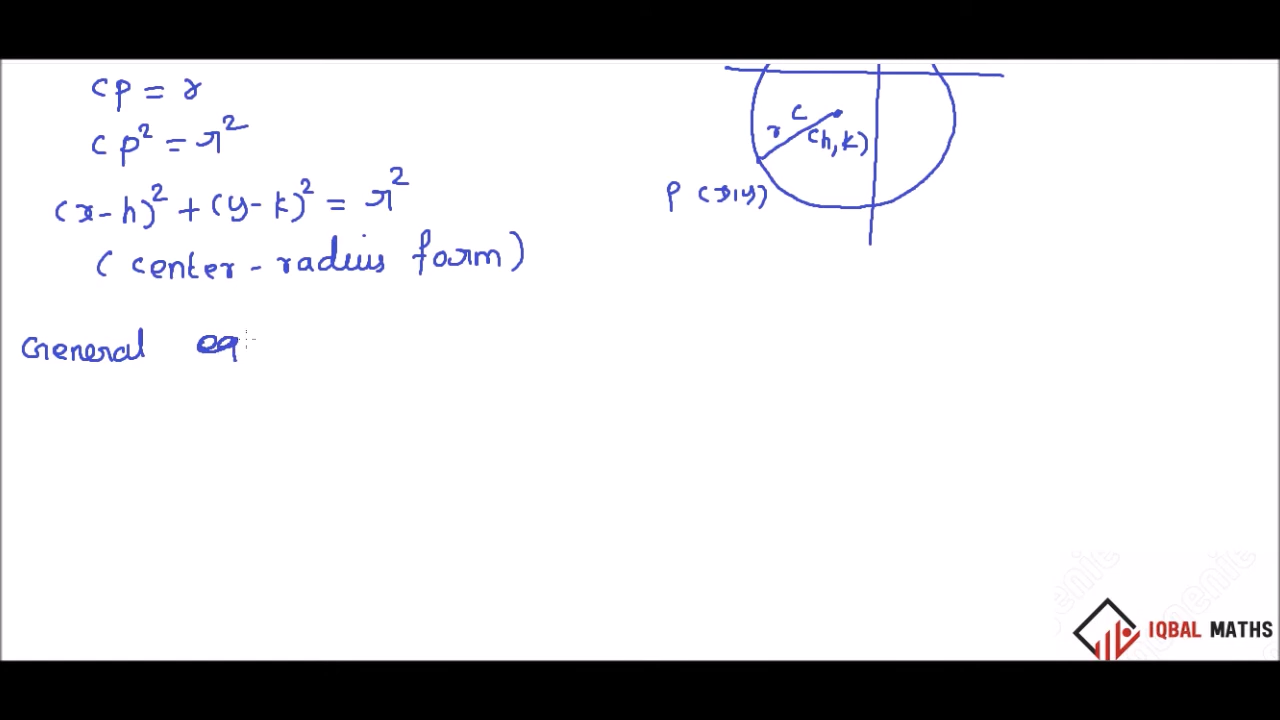 CP = r
CP² = r²
(x-h)² + (y-k)² = r²
(center-radius form)
General eq
C
r
(h,k)
P (x,y)
IQBAL MATHS